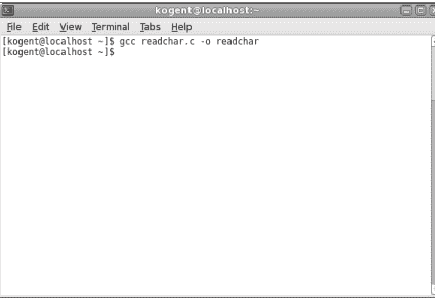 kogent@localhost:~
File Edit View Terminal Tabs Help
[kogent@localhost ~]$ gcc readchar.c -o readchar
[kogent@localhost ~]$